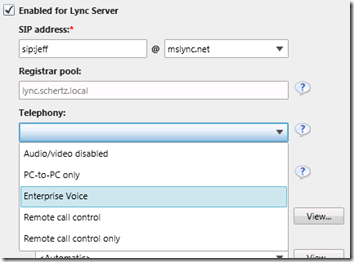 Enabled for Lync Server
SIP address:*
sip:jeff @ mslync.net
Registrar pool:
lync.schertz.local
Telephony:
Audio/video disabled
PC-to-PC only
Enterprise Voice
Remote call control
View...
Remote call control only
<Automatic>
View...